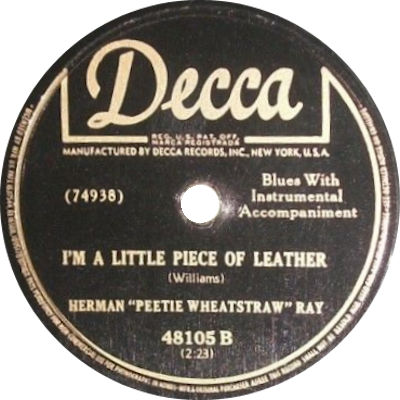 Decca
REG. U.S. PAT. OFF.
MARCA REGISTRADA
MANUFACTURED BY DECCA RECORDS, INC., NEW YORK, U.S.A.
(74938)
Blues With
Instrumental
Accompaniment
I'M A LITTLE PIECE OF LEATHER
(Williams)
HERMAN "PEETIE WHEATSTRAW" RAY
48105 B
(2:23)